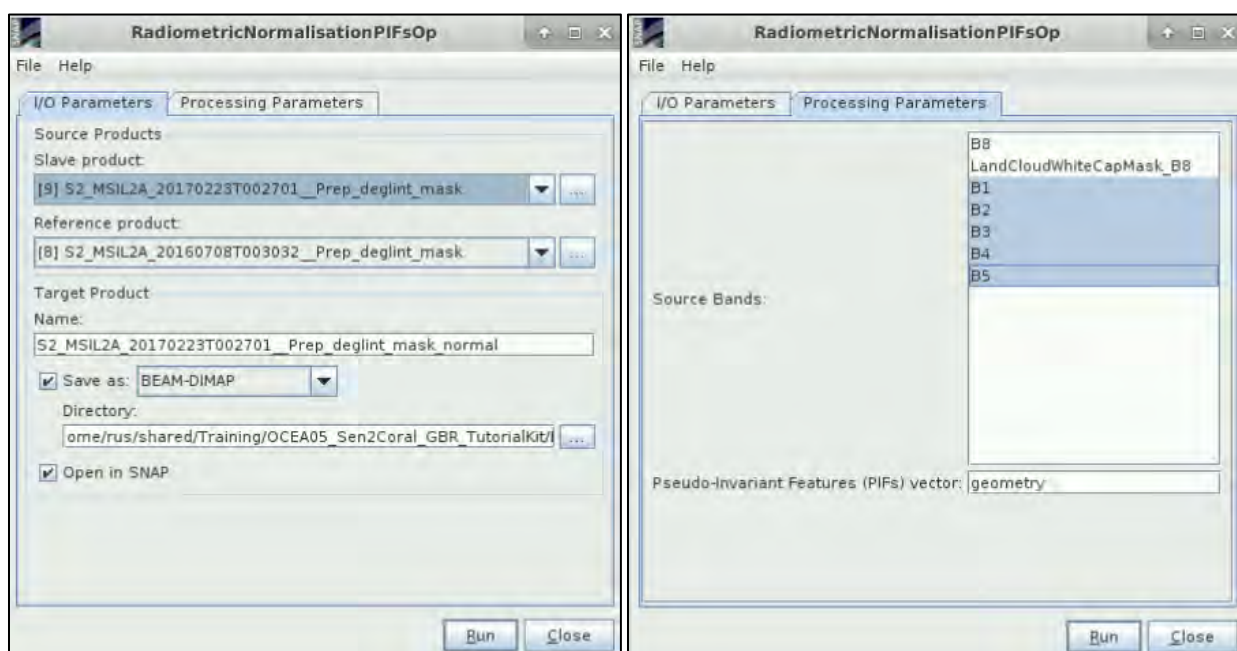 RadiometricNormalisationPIFsOp
File Help
I/O Parameters Processing Parameters
Source Products
Slave product:
[9] S2_MSIL2A_20170223T002701__Prep_deglint_mask
...
Reference product:
[8] S2_MSIL2A_20160708T003032__Prep_deglint_mask
...
Target Product
Name:
S2_MSIL2A_20170223T002701__Prep_deglint_mask_normal
Save as: BEAM-DIMAP
Directory:
ome/rus/shared/Training/OCEA05_Sen2Coral_GBR_TutorialKit/
...
Open in SNAP
Run Close
RadiometricNormalisationPIFsOp
File Help
I/O Parameters Processing Parameters
B8
LandCloudWhiteCapMask_B8
B1
B2
B3
B4
B5
Source Bands:
Pseudo-Invariant Features (PIFs) vector: geometry
Run Close